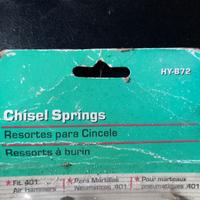 HY-872
Chisel Springs
Resortes para Cincele
Ressorts à burin
★ Fit .401 ★ Para Martillos ★ Pour marteaux
Air Hammers Neumaticos .401 pneumatiques .401